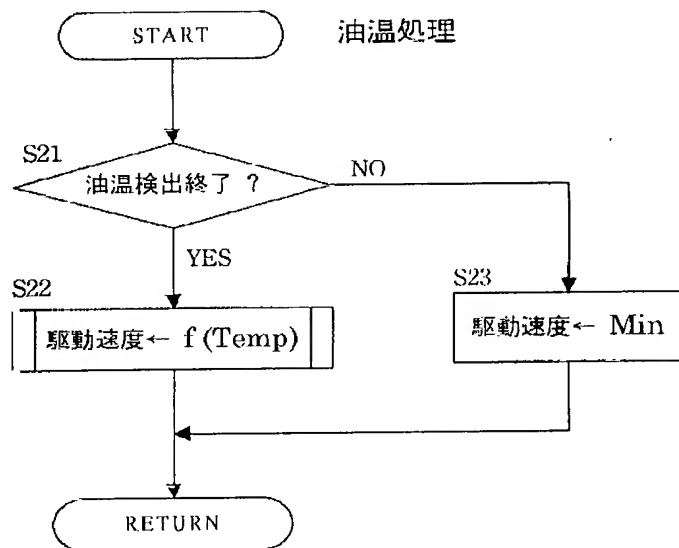 START
油温処理
S21
油温検出終了 ?
NO
YES
S22
駆動速度← f(Temp)
S23
駆動速度← Min
RETURN